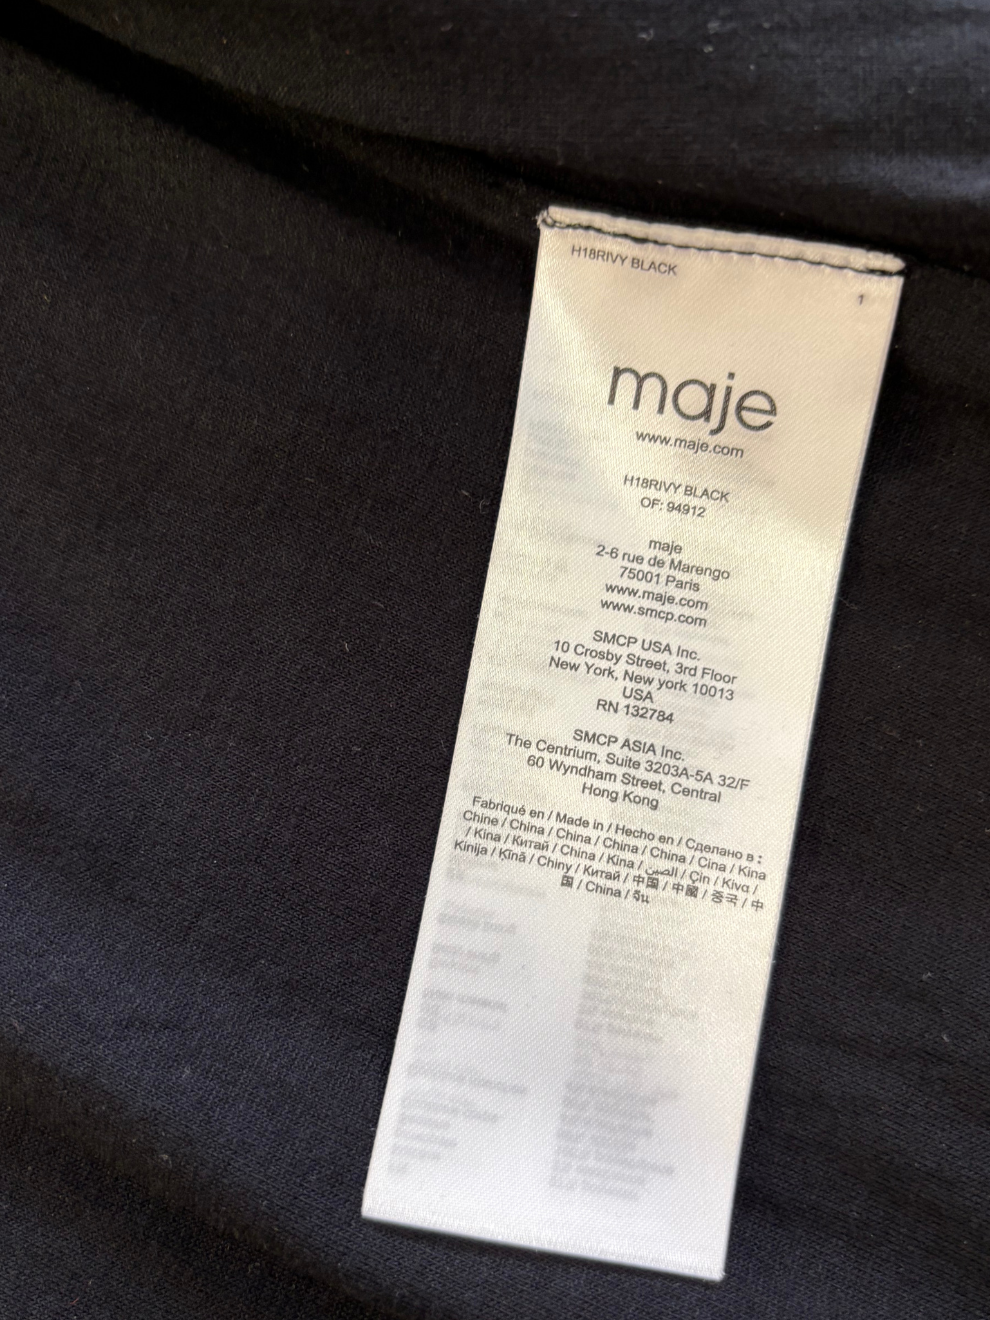 H18RIVY BLACK
1
maje
www.maje.com
H18RIVY BLACK
OF: 94912
maje
2-6 rue de Marengo
75001 Paris
www.maje.com
www.smcp.com
SMCP USA Inc.
10 Crosby Street, 3rd Floor
New York, New york 10013
USA
RN 132784
SMCP ASIA Inc.
The Centrium, Suite 3203A-5A 32/F
60 Wyndham Street, Central
Hong Kong
Fabriqué en / Made in / Hecho en / Сделано в :
Chine / China / China / China / China / Cina / Kina
/ Kina / Китай / China / Kina / الصين / Çin / Κίνα /
Kinija / Ķīnā / Chiny / Китай / 中国 / 中國 / 중국 / 中
国 / China / จีน